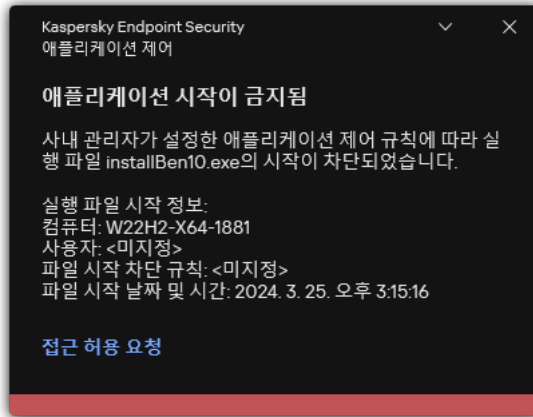 Kaspersky Endpoint Security
애플리케이션 제어
애플리케이션 시작이 금지됨
사내 관리자가 설정한 애플리케이션 제어 규칙에 따라 실
행 파일 installBen10.exe의 시작이 차단되었습니다.
실행 파일 시작 정보:
컴퓨터: W22H2-X64-1881
사용자: <미지정>
파일 시작 차단 규칙: <미지정>
파일 시작 날짜 및 시간: 2024. 3. 25. 오후 3:15:16
접근 허용 요청